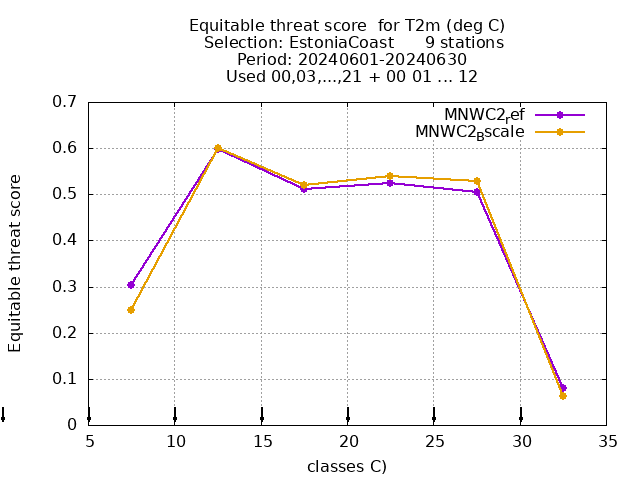 Equitable threat score  for T2m (deg C)
Selection: EstoniaCoast      9 stations
Period: 20240601-20240630
Used 00,03,...,21 + 00 01 ... 12
MNWC2_ref
MNWC2_Bscale
Equitable threat score
0.7
0.6
0.5
0.4
0.3
0.2
0.1
0
5 10 15 20 25 30 35
classes C)